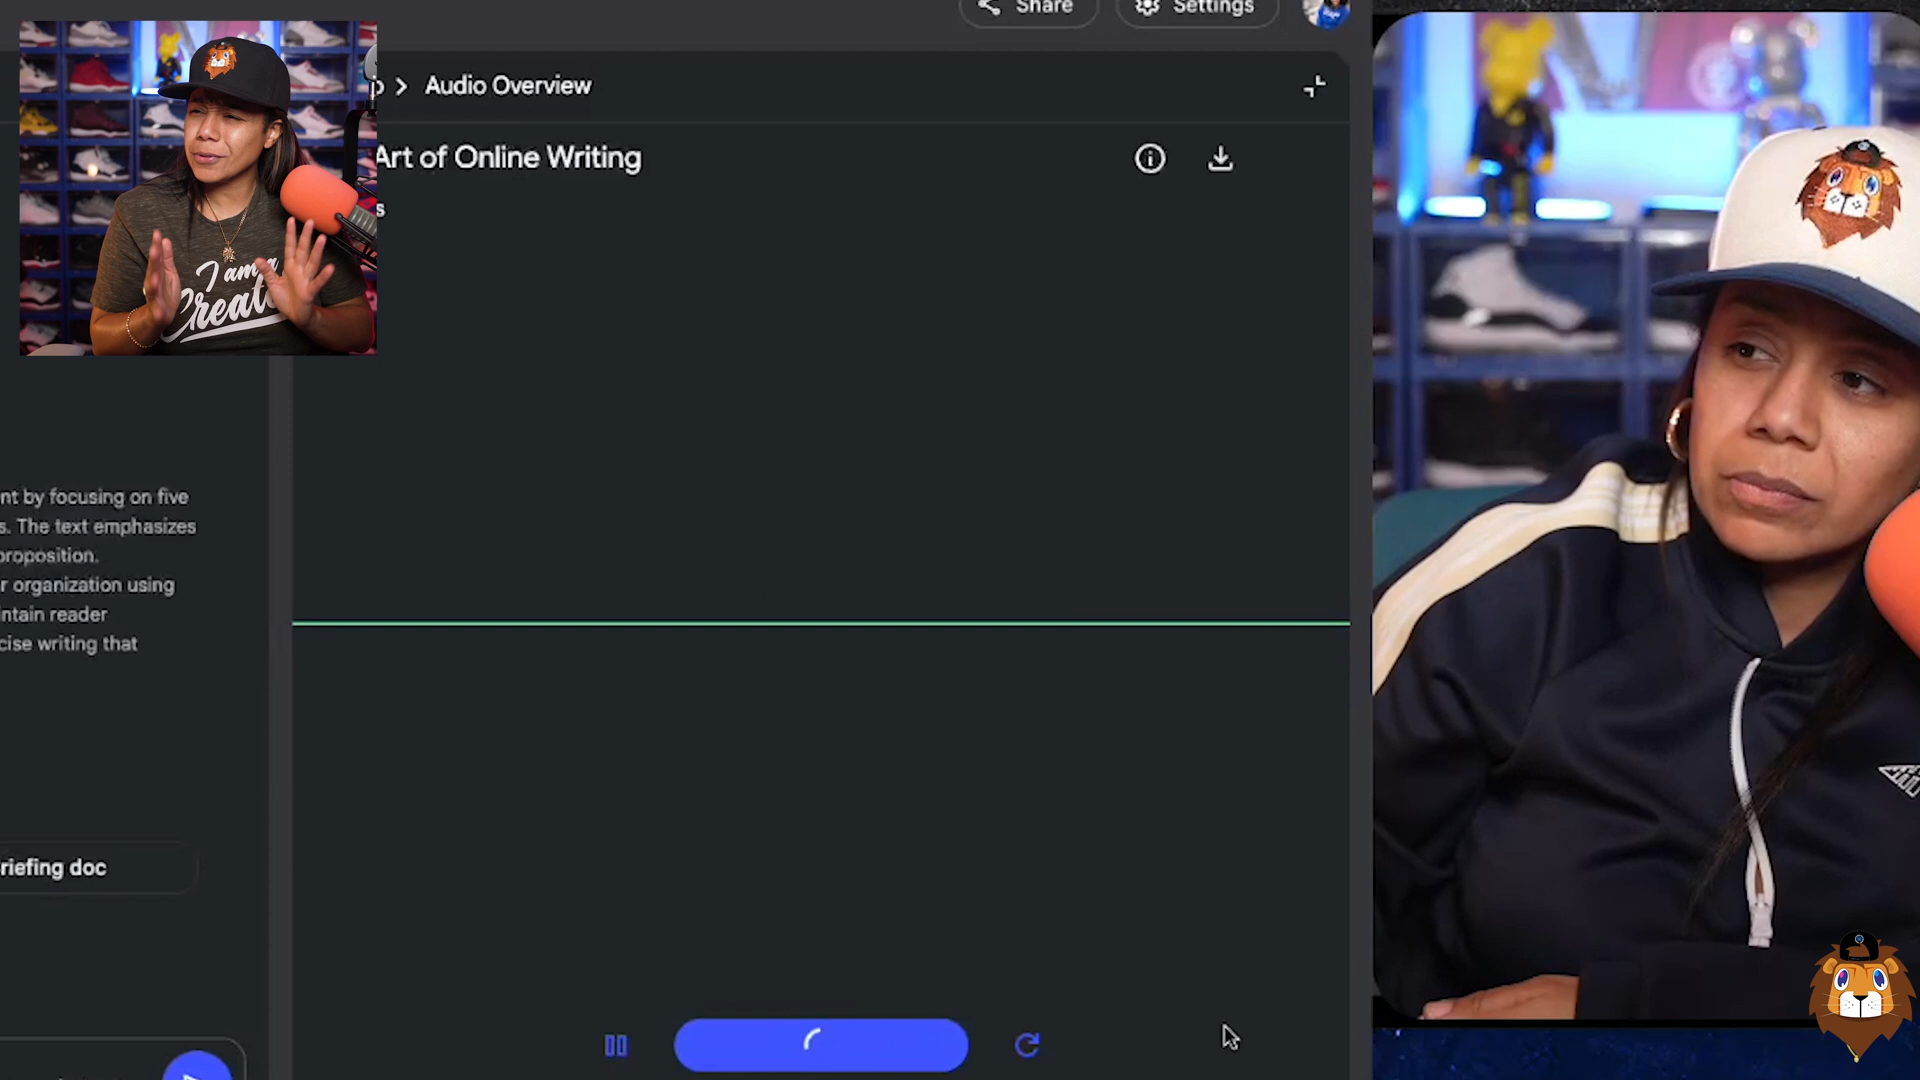 Share
Settings
Audio Overview
Art of Online Writing
s
I am a
Creato
nt by focusing on five
s. The text emphasizes
proposition.
r organization using
ntain reader
cise writing that
riefing doc